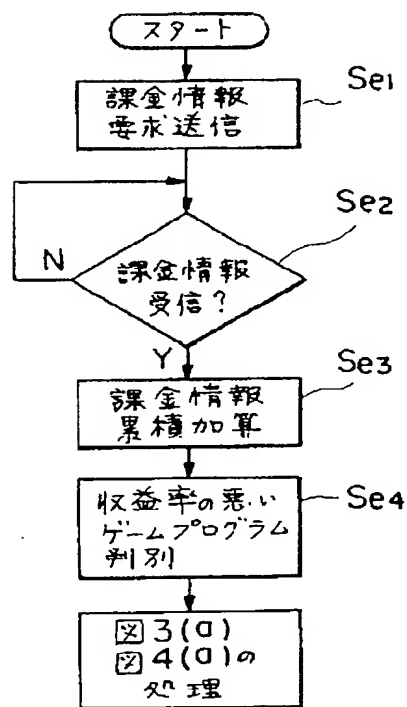 スタート
課金情報
要求送信
Se1
Se2
N
課金情報
受信?
Y
Se3
課金情報
累積加算
Se4
収益率の悪い
ゲームプログラム
判別
図3(a)
図4(a)の
処理